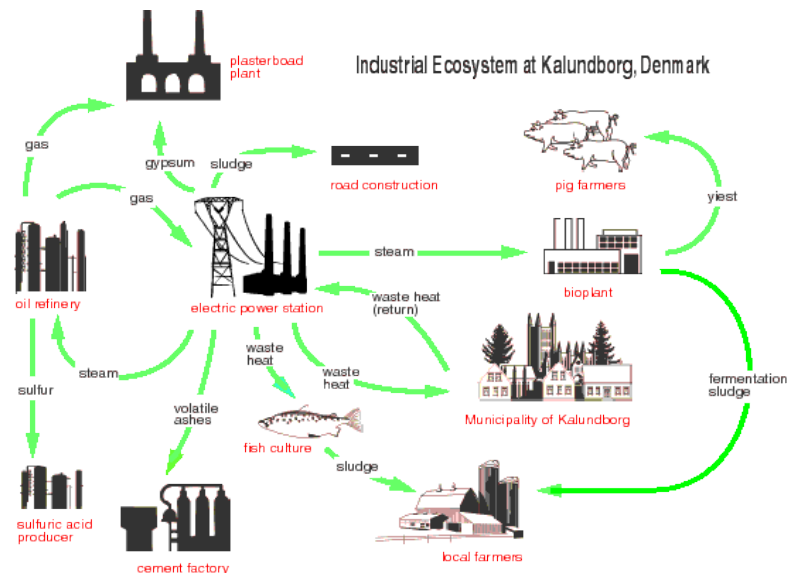 plasterboad
plant
Industrial Ecosystem at Kalundborg, Denmark
gas
gypsum
sludge
road construction
pig farmers
gas
yiest
steam
bioplant
oil refinery
electric power station
waste heat
(return)
waste
heat
waste
heat
steam
sulfur
volatile
ashes
fermentation
sludge
Municipality of Kalundborg
fish culture
sludge
sulfuric acid
producer
cement factory
local farmers